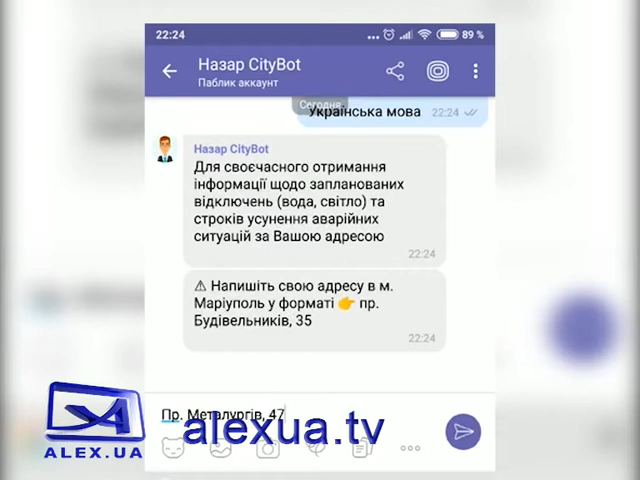 22:24
89 %
Назар CityBot
Паблик аккаунт
Сегодня
Українська мова 22:24
Назар CityBot
Для своєчасного отримання
інформації щодо запланованих
відключень (вода, світло) та
строків усунення аварійних
ситуацій за Вашою адресою
22:24
⚠ Напишіть свою адресу в м.
Маріуполь у форматі 👉 пр.
Будівельників, 35
22:24
Пр. Металургів, 47
alexua.tv
ALEX.UA